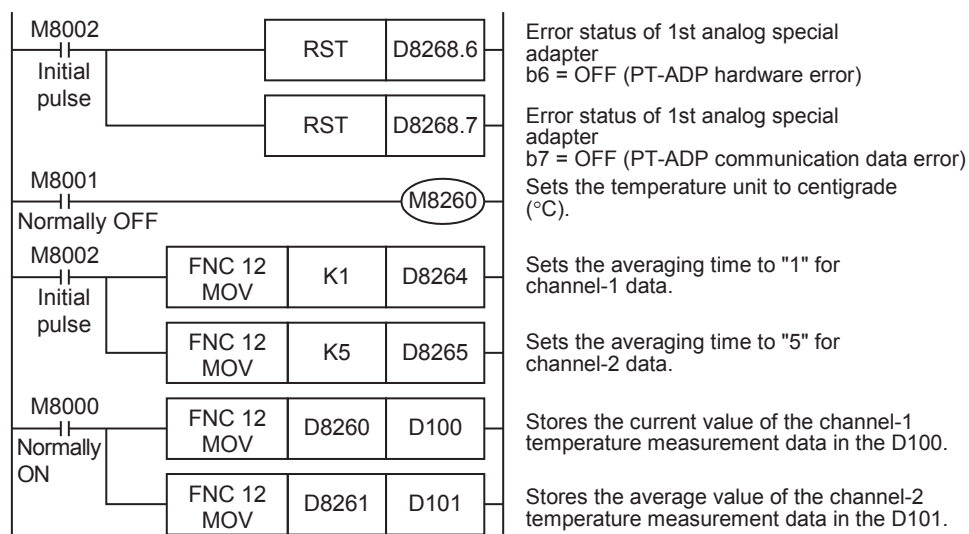 M8002
Initial
pulse
RST D8268.6
Error status of 1st analog special
adapter
b6 = OFF (PT-ADP hardware error)
RST D8268.7
Error status of 1st analog special
adapter
b7 = OFF (PT-ADP communication data error)
M8001
Normally OFF
M8260
Sets the temperature unit to centigrade
(°C).
M8002
Initial
pulse
FNC 12
MOV
K1
D8264
Sets the averaging time to "1" for
channel-1 data.
FNC 12
MOV
K5
D8265
Sets the averaging time to "5" for
channel-2 data.
M8000
Normally
ON
FNC 12
MOV
D8260
D100
Stores the current value of the channel-1
temperature measurement data in the D100.
FNC 12
MOV
D8261
D101
Stores the average value of the channel-2
temperature measurement data in the D101.